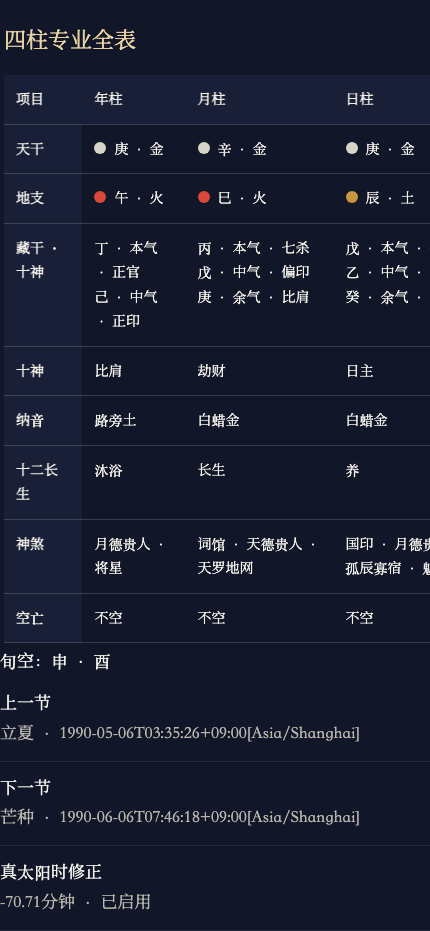 四柱专业全表
项目 年柱 月柱 日柱
天干 庚 · 金 辛 · 金 庚 · 金
地支 午 · 火 巳 · 火 辰 · 土
藏干 · 丁 · 本气 丙 · 本气 · 七杀 戊 · 本气 ·
十神 · 正官 戊 · 中气 · 偏印 乙 · 中气 ·
己 · 中气 庚 · 余气 · 比肩 癸 · 余气 ·
· 正印
十神 比肩 劫财 日主
纳音 路旁土 白蜡金 白蜡金
十二长 沐浴 长生 养
生
神煞 月德贵人 · 词馆 · 天德贵人 · 国印 · 月德
将星 天罗地网 孤辰寡宿 ·
空亡 不空 不空 不空
旬空: 申 · 酉
上一节
立夏 · 1990-05-06T03:35:26+09:00[Asia/Shanghai]
下一节
芒种 · 1990-06-06T07:46:18+09:00[Asia/Shanghai]
真太阳时修正
-70.71分钟 · 已启用